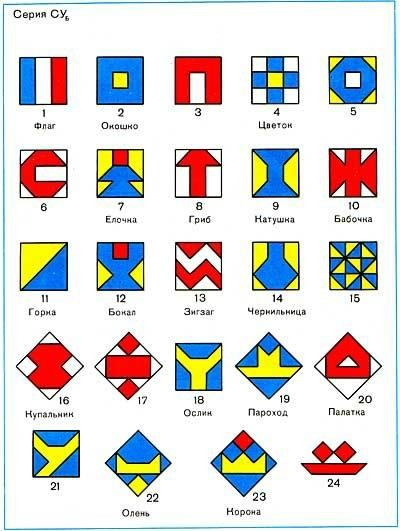 Серия СУБ
1 2 3 4 5
Флаг Окошко Цветок
6 7 8 9 10
Елочка Гриб Катушка Бабочка
11 12 13 14 15
Горка Бокал Зигзаг Чернильница
16 17 18 19 20
Купальник Ослик Пароход Палатка
21 22 23 24
Олень Корона